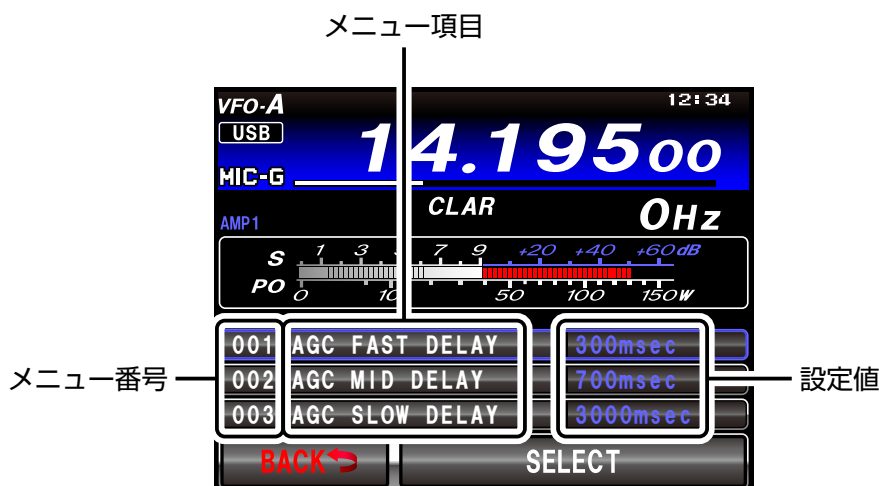 メニュー項目
VFO-A 12:34
USB 14.19500
MIC-G
CLAR 0Hz
AMP1
S 1 3 5 7 9 +20 +40 +60dB
PO 0 10 50 100 150W
メニュー番号
001 AGC FAST DELAY 300msec
002 AGC MID DELAY 700msec
003 AGC SLOW DELAY 3000msec
設定値
BACK SELECT